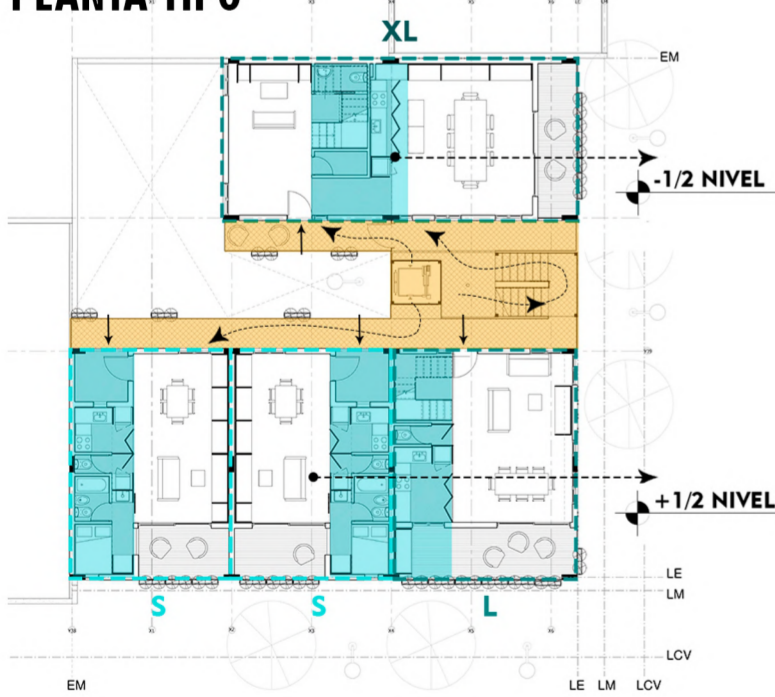 PLANTA TIPO
XL
EM
-1/2 NIVEL
+1/2 NIVEL
LE
LM
S
S
L
LCV
EM
LE
LM
LCV